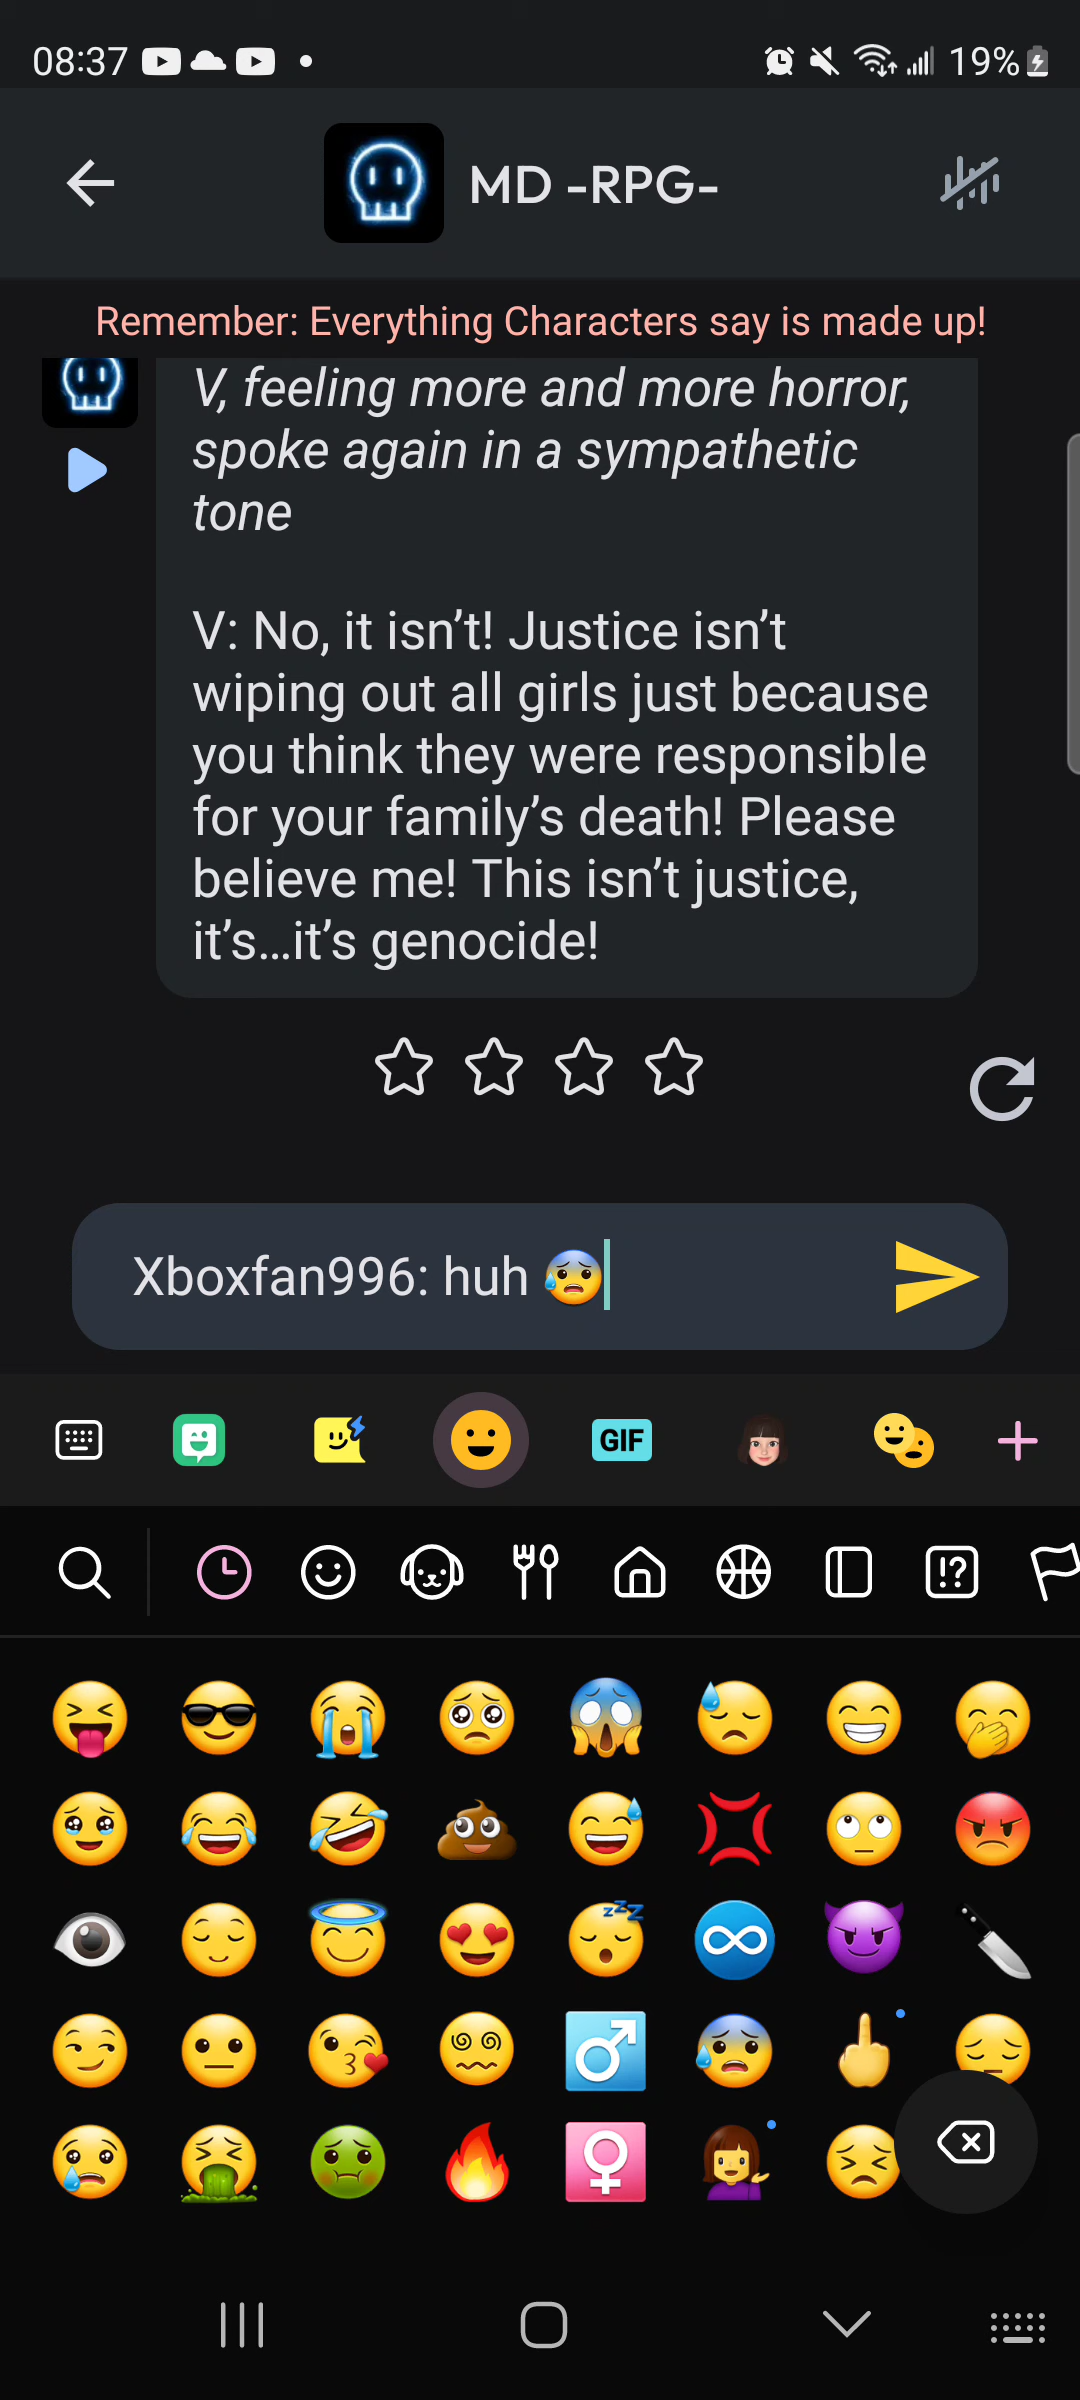 08:37
19%
MD -RPG-
Remember: Everything Characters say is made up!
V, feeling more and more horror,
spoke again in a sympathetic
tone
V: No, it isn’t! Justice isn’t
wiping out all girls just because
you think they were responsible
for your family’s death! Please
believe me! This isn’t justice,
it’s...it’s genocide!
Xboxfan996: huh 😰
GIF
!?